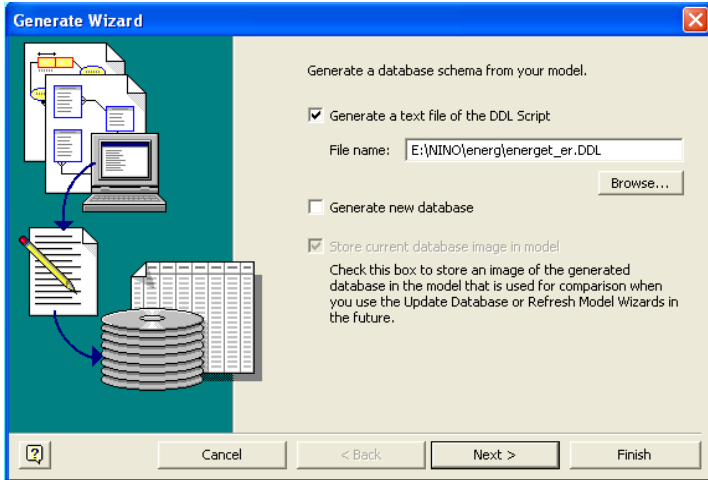 Generate Wizard
Generate a database schema from your model.
Generate a text file of the DDL Script
File name: E:\NINO\energ\energet_er.DDL
Browse...
Generate new database
Store current database image in model
Check this box to store an image of the generated
database in the model that is used for comparison when
you use the Update Database or Refresh Model Wizards in
the future.
Cancel < Back Next > Finish